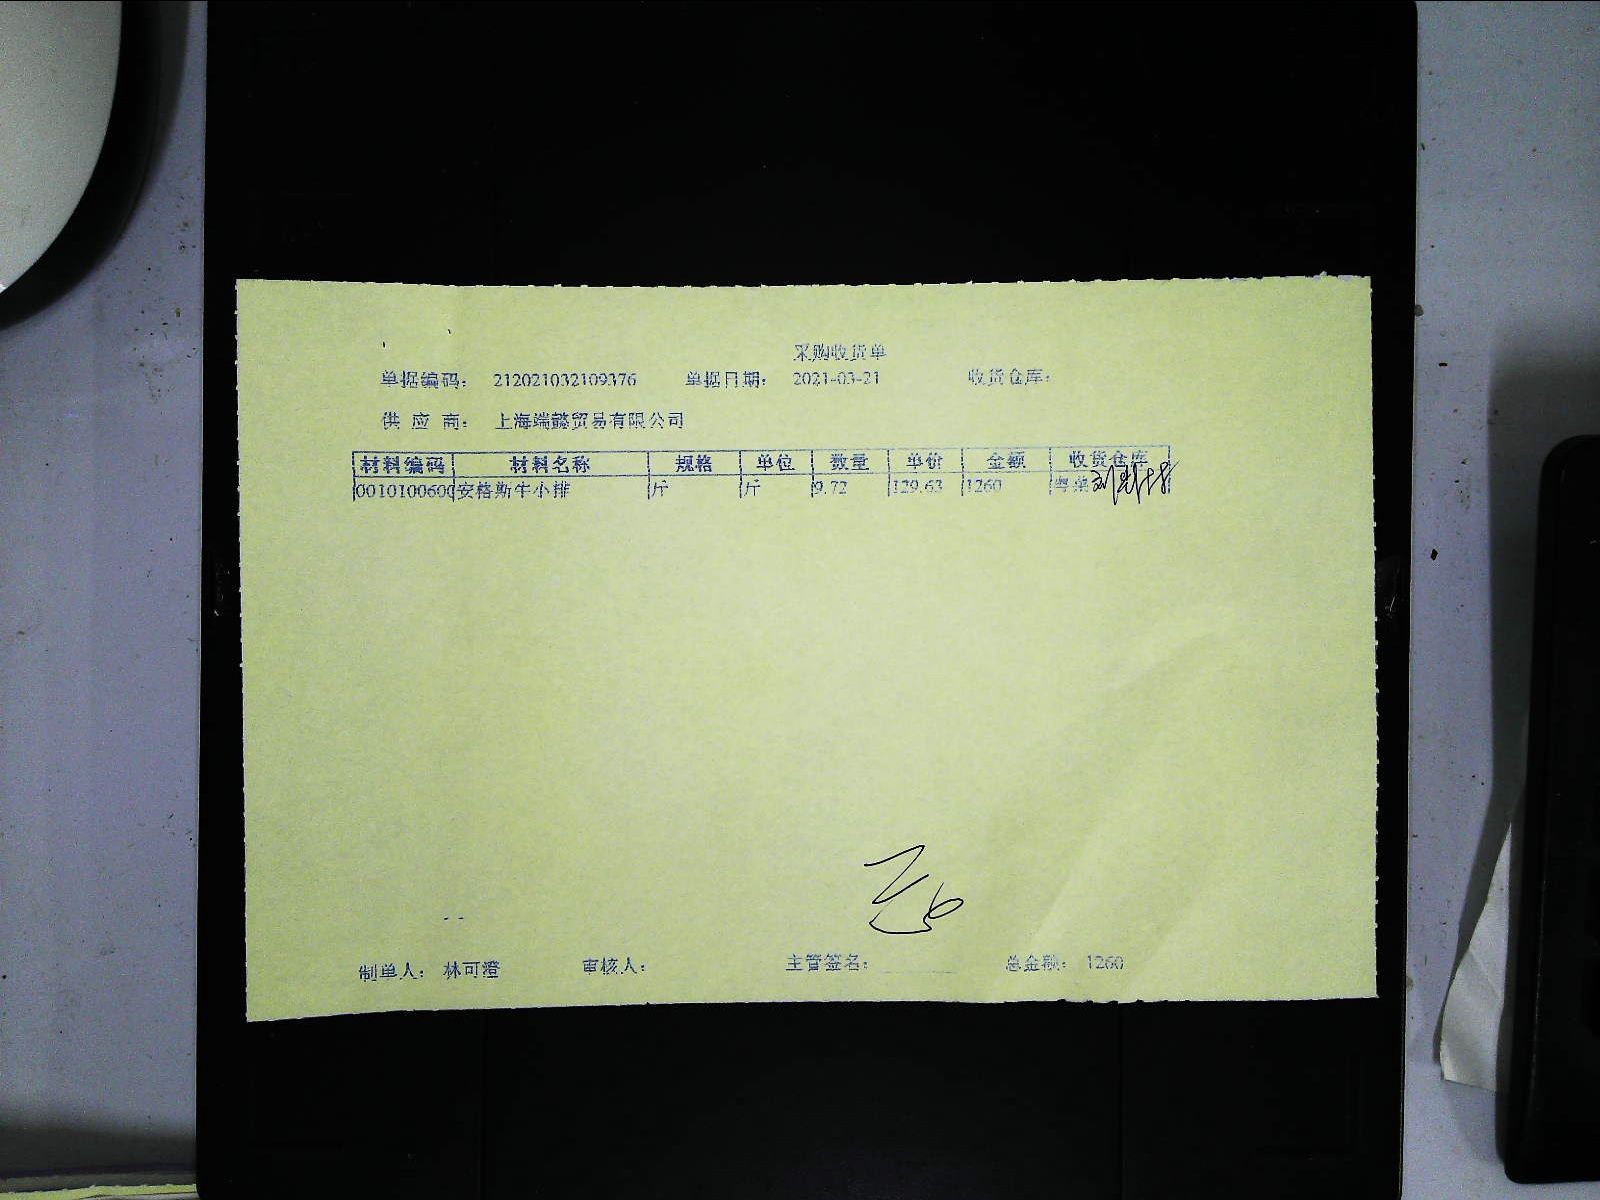 采购收货单
单据编码： 212021032109376 单据日期： 2021-03-21 收货仓库：
供 应 商： 上海端懿贸易有限公司
材料编码 材料名称 规格 单位 数量 单价 金额 收货仓库
0010100600 安格斯牛小排 斤 斤 9.72 129.63 1260 粤菜
制单人： 林可澄 审核人： 主管签名： 总金额： 1260